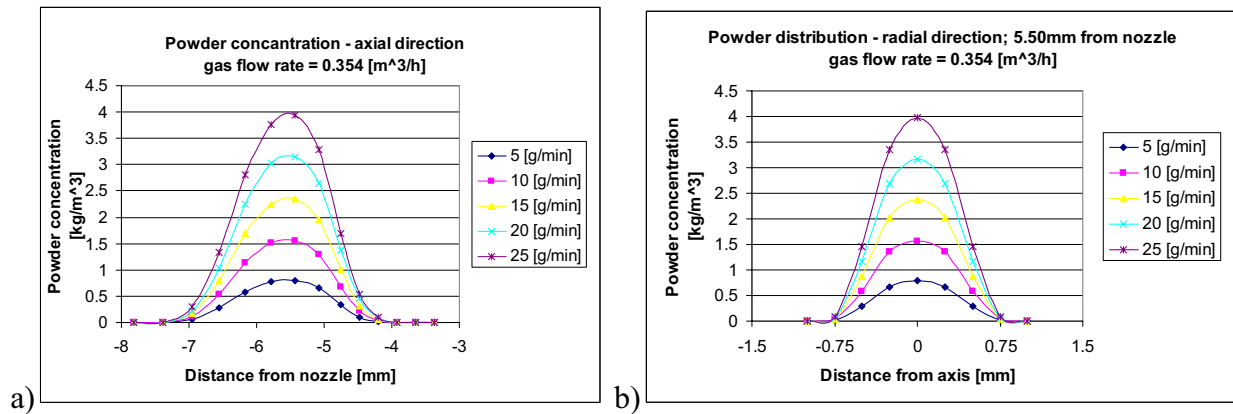 Powder concantration - axial direction
gas flow rate = 0.354 [m^3/h]
Powder concentration
[kg/m^3]
4.5
4
3.5
3
2.5
2
1.5
1
0.5
0
-8
-7
-6
-5
-4
-3
Distance from nozzle [mm]
5 [g/min]
10 [g/min]
15 [g/min]
20 [g/min]
25 [g/min]
a)
Powder distribution - radial direction; 5.50mm from nozzle
gas flow rate = 0.354 [m^3/h]
Powder concentration
[kg/m^3]
4.5
4
3.5
3
2.5
2
1.5
1
0.5
0
-1.5
-0.75
0
0.75
1.5
Distance from axis [mm]
5 [g/min]
10 [g/min]
15 [g/min]
20 [g/min]
25 [g/min]
b)